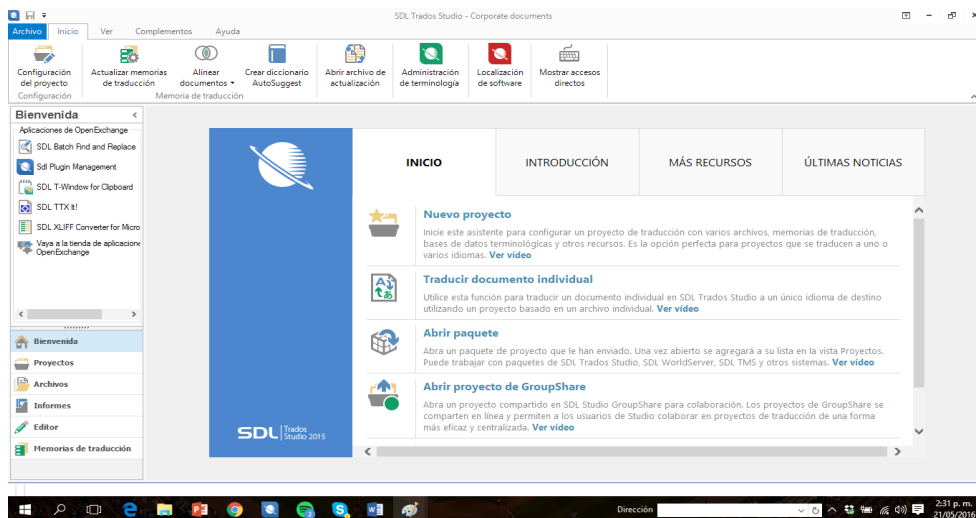 SDL Trados Studio - Corporate documents
Archivo Inicio Ver Complementos Ayuda
Configuración del proyecto
Actualizar memorias de traducción
Alinear documentos
Crear diccionario AutoSuggest
Abrir archivo de actualización
Administración de terminología
Localización de software
Mostrar accesos directos
Configuración
Memoria de traducción
Bienvenida
Aplicaciones de OpenExchange
SDL Batch Find and Replace
Sdl Plugin Management
SDL T-Window for Clipboard
SDL TTX It!
SDL XLIFF Converter for Micro
Vaya a la tienda de aplicacione
OpenExchange
Bienvenida
Proyectos
Archivos
Informes
Editor
Memorias de traducción
SDL Trados Studio 2015
INICIO INTRODUCCIÓN MÁS RECURSOS ÚLTIMAS NOTICIAS
Nuevo proyecto
Inicie este asistente para configurar un proyecto de traducción con varios archivos, memorias de traducción,
bases de datos terminológicas y otros recursos. Es la opción perfecta para proyectos que se traducen a uno o
varios idiomas. Ver vídeo
Traducir documento individual
Utilice esta función para traducir un documento individual en SDL Trados Studio a un único idioma de destino
utilizando un proyecto basado en un archivo individual. Ver vídeo
Abrir paquete
Abra un paquete de proyecto que le han enviado. Una vez abierto se agregará a su lista en la vista Proyectos.
Puede trabajar con paquetes de SDL Trados Studio, SDL WorldServer, SDL TMS y otros sistemas. Ver vídeo
Abrir proyecto de GroupShare
Abra un proyecto compartido en SDL Studio GroupShare para colaboración. Los proyectos de GroupShare se
comparten en línea y permiten a los usuarios de Studio colaborar en proyectos de traducción de una forma
más eficaz y centralizada. Ver vídeo
Dirección
2:31 p. m.
21/05/2016